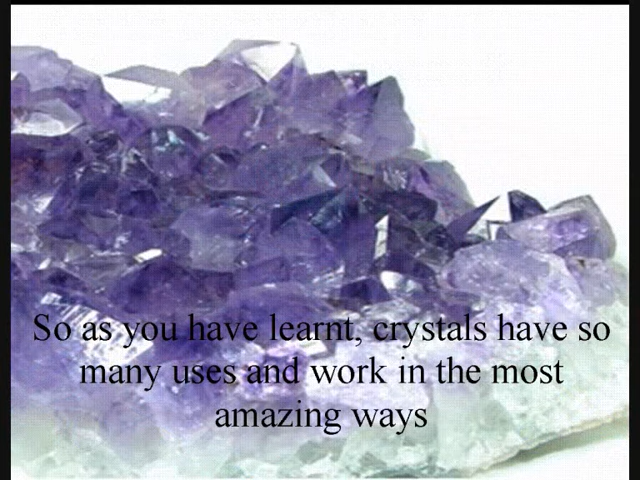 So as you have learnt, crystals have so
many uses and work in the most
amazing ways